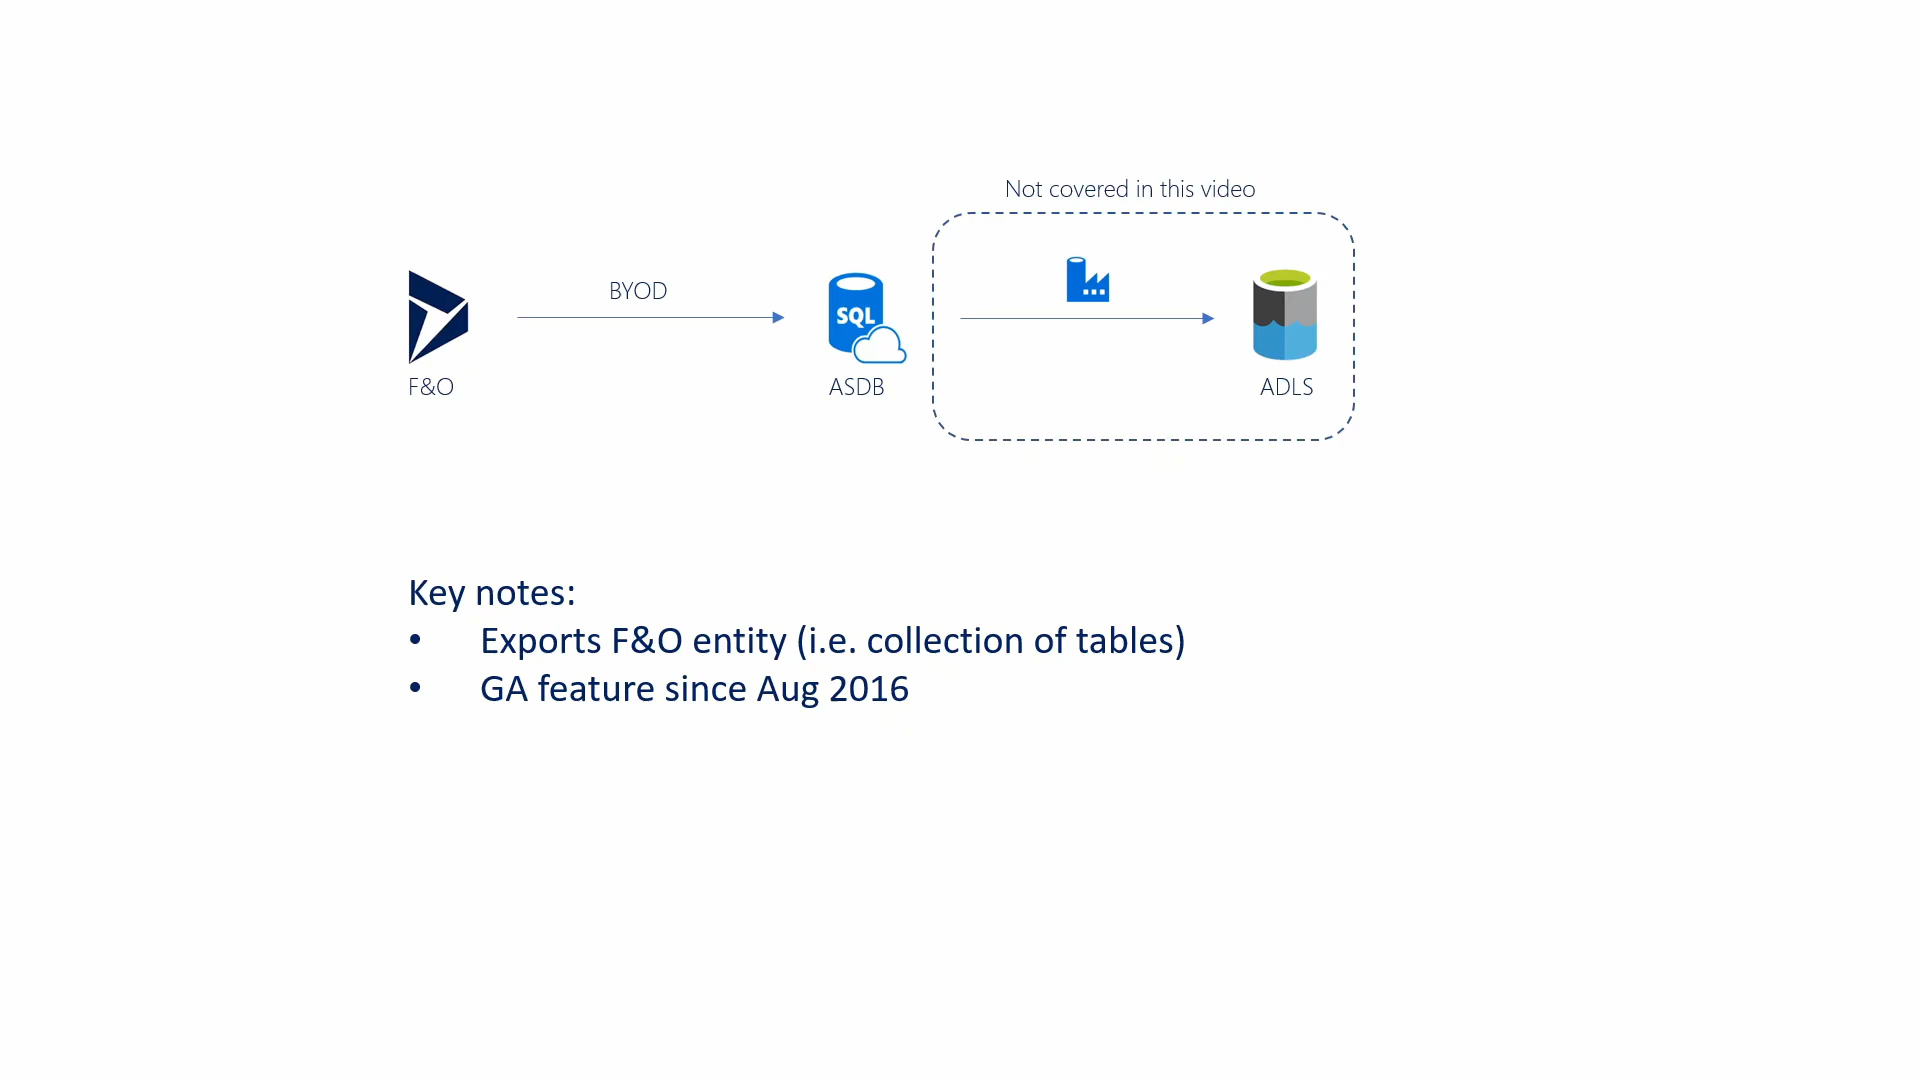 Not covered in this video
BYOD
SQL
F&O
ASDB
ADLS
Key notes:
• Exports F&O entity (i.e. collection of tables)
• GA feature since Aug 2016